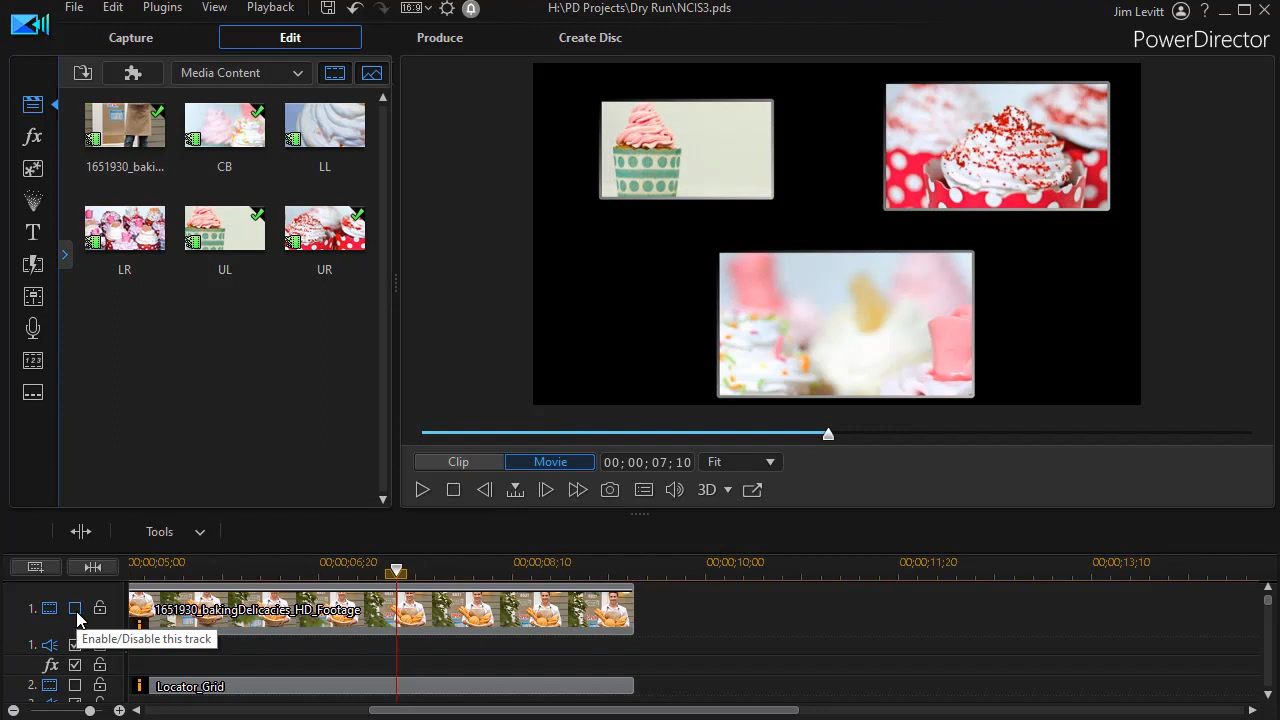 File Edit Plugins View Playback 16:9 H:\PD Projects\Dry Run\NCIS3.pds Jim Levitt ?
Capture Edit Produce Create Disc PowerDirector
Media Content
1651930_baki... CB LL
LR UL UR
fx
T
123
Clip Movie 00;00;07;10 Fit
3D
Tools
00;00;05;00 00;00;06;20 00;00;08;10 00;00;10;00 00;00;11;20 00;00;13;10
1. 1651930_bakingDelicacies_HD_Footage
Enable/Disable this track
1.
fx
2. Locator_Grid